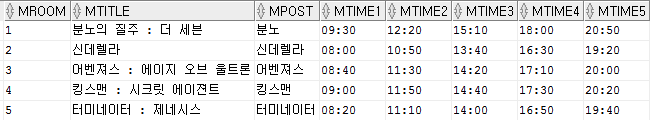 MROOM MTITLE MPOST MTIME1 MTIME2 MTIME3 MTIME4 MTIME5
1 분노의 질주 : 더 세븐 분노 09:30 12:20 15:10 18:00 20:50
2 신데렐라 신데렐라 08:00 10:50 13:40 16:30 19:20
3 어벤져스 : 에이지 오브 울트론 어벤져스 08:40 11:30 14:20 17:10 20:00
4 킹스맨 : 시크릿 에이젼트 킹스맨 09:00 11:50 14:40 17:30 20:20
5 터미네이터 : 제네시스 터미네이터 08:20 11:10 14:00 16:50 19:40